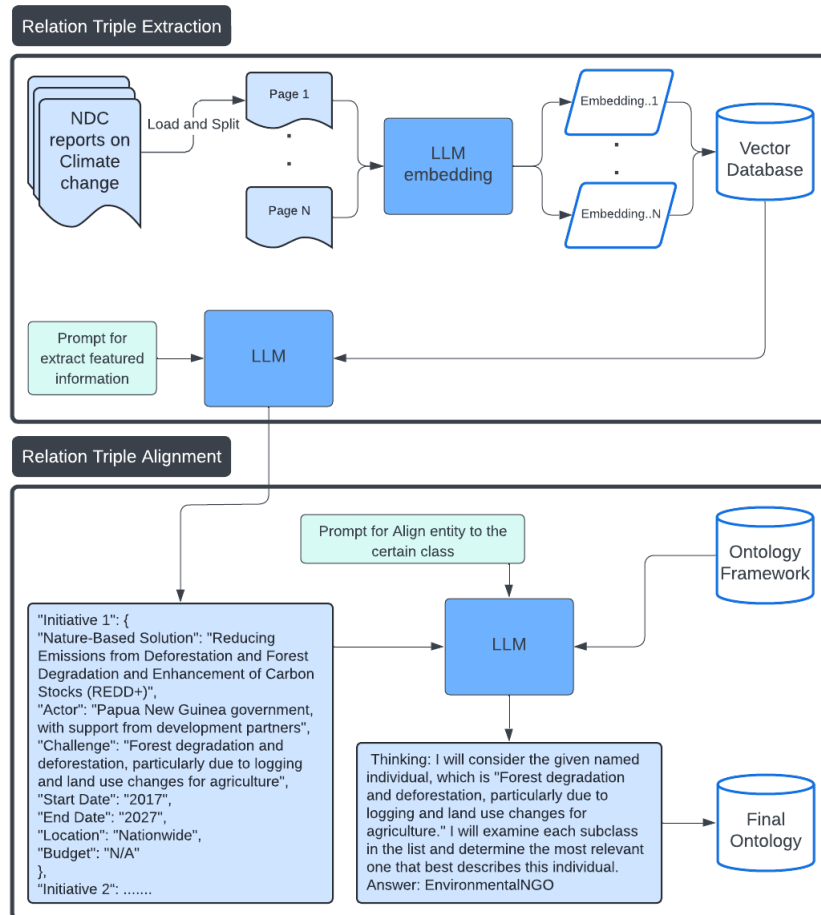 Relation Triple Extraction
NDC
reports on
Climate
change
Load and Split
Page 1
.
.
Page N
LLM
embedding
Embedding..1
.
.
Embedding..N
Vector
Database
Prompt for
extract featured
information
LLM
Relation Triple Alignment
Prompt for Align entity to the
certain class
Ontology
Framework
"Initiative 1": {
"Nature-Based Solution": "Reducing
Emissions from Deforestation and Forest
Degradation and Enhancement of Carbon
Stocks (REDD+)",
"Actor": "Papua New Guinea government,
with support from development partners",
"Challenge": "Forest degradation and
deforestation, particularly due to logging
and land use changes for agriculture",
"Start Date": "2017",
"End Date": "2027",
"Location": "Nationwide",
"Budget": "N/A"
},
"Initiative 2": .......
LLM
Thinking: I will consider the given named
individual, which is "Forest degradation
and deforestation, particularly due to
logging and land use changes for
agriculture." I will examine each subclass
in the list and determine the most relevant
one that best describes this individual.
Answer: EnvironmentalNGO
Final
Ontology